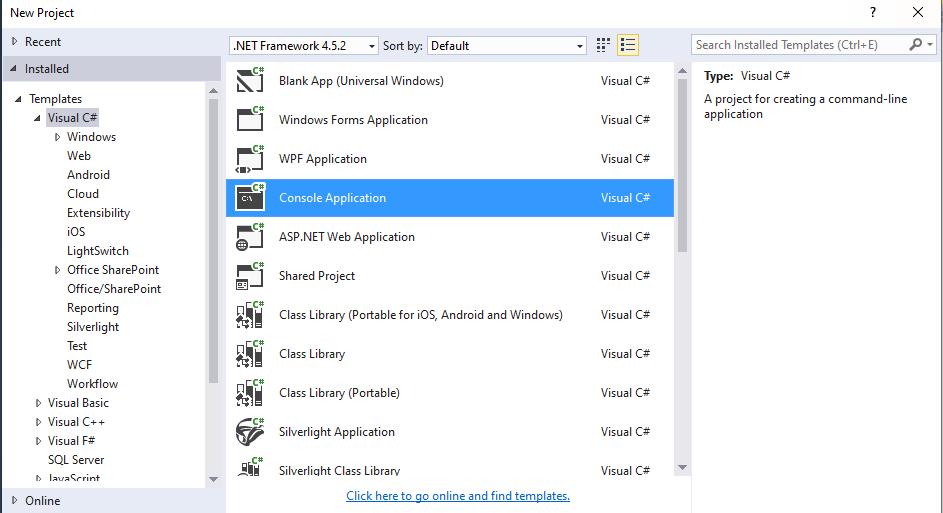 New Project
?
Recent
.NET Framework 4.5.2
Sort by:
Default
Search Installed Templates (Ctrl+E)
Installed
Templates
Visual C#
Windows
Web
Android
Cloud
Extensibility
iOS
LightSwitch
Office SharePoint
Office/SharePoint
Reporting
Silverlight
Test
WCF
Workflow
Visual Basic
Visual C++
Visual F#
SQL Server
JavaScript
Online
C# Blank App (Universal Windows) Visual C#
C# Windows Forms Application Visual C#
C# WPF Application Visual C#
C# C:\ Console Application Visual C#
C# ASP.NET Web Application Visual C#
C# Shared Project Visual C#
C# Class Library (Portable for iOS, Android and Windows) Visual C#
C# Class Library Visual C#
C# Class Library (Portable) Visual C#
C# Silverlight Application Visual C#
C# Silverlight Class Library Visual C#
Click here to go online and find templates.
Type: Visual C#
A project for creating a command-line
application